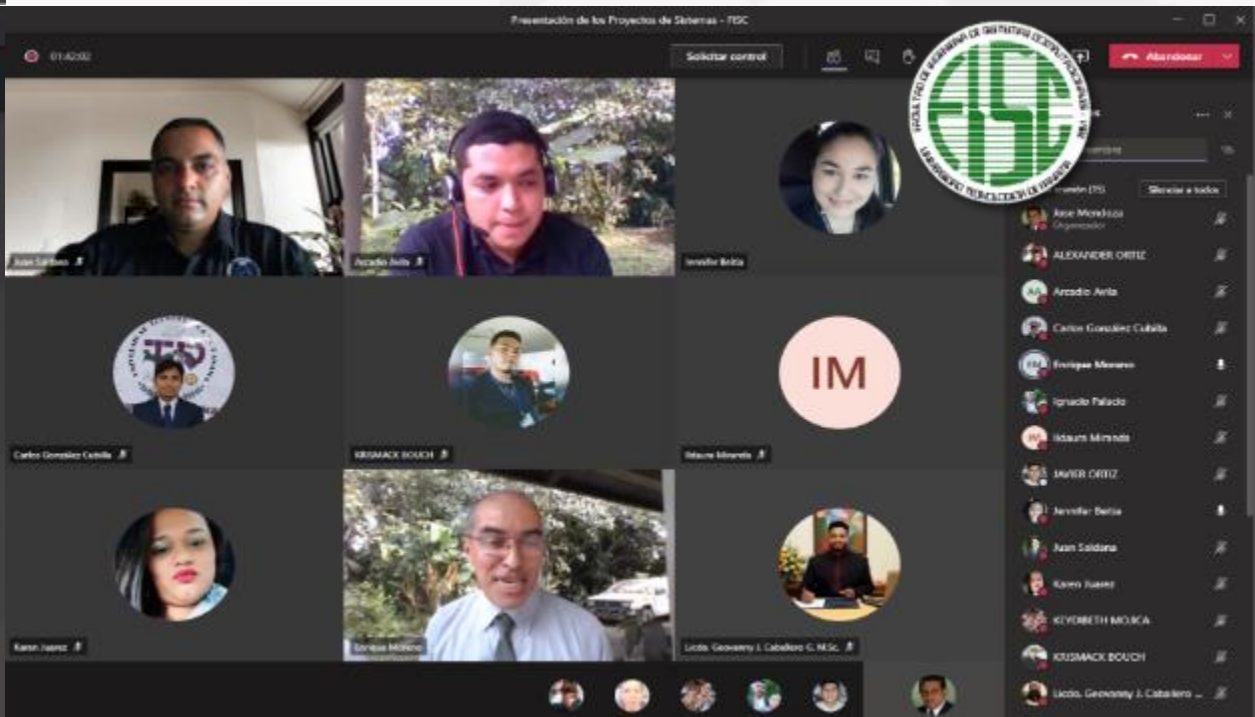 Presentación de los Proyectos de Sistemas - FISC
01:42:02
Solicitar control
Abandonar
FISC
Silenciar a todos
Jose Mendoza
Organizador
ALEXANDER ORTIZ
AA
Arcadio Avila
Carlos González Cubilla
Enrique Moreno
Ignacio Palacio
IM
Ildaura Miranda
JAVIER ORTIZ
Jennifer Beitia
Juan Saldana
Karen Juarez
KEYDIBETH MOJICA
KRISMACK BOUCH
Licdo. Geovanny J. Caballero ...
Juan Saldana
Arcadio Avila
Jennifer Beitia
Carlos González Cubilla
KRISMACK BOUCH
IM
Ildaura Miranda
Karen Juarez
Enrique Moreno
Licdo. Geovanny J. Caballero G. M.Sc.